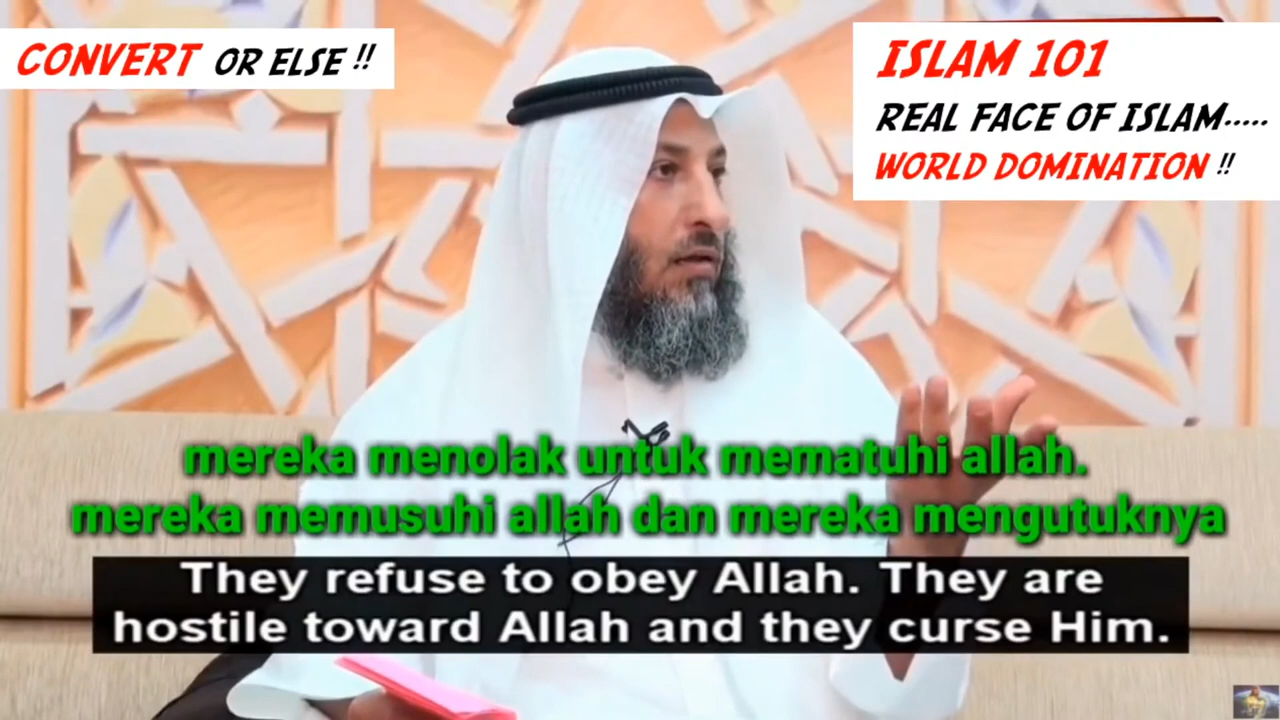 CONVERT OR ELSE !!
ISLAM 101
REAL FACE OF ISLAM.....
WORLD DOMINATION !!
mereka menolak untuk mematuhi allah.
mereka memusuhi allah dan mereka mengutuknya
They refuse to obey Allah. They are
hostile toward Allah and they curse Him.